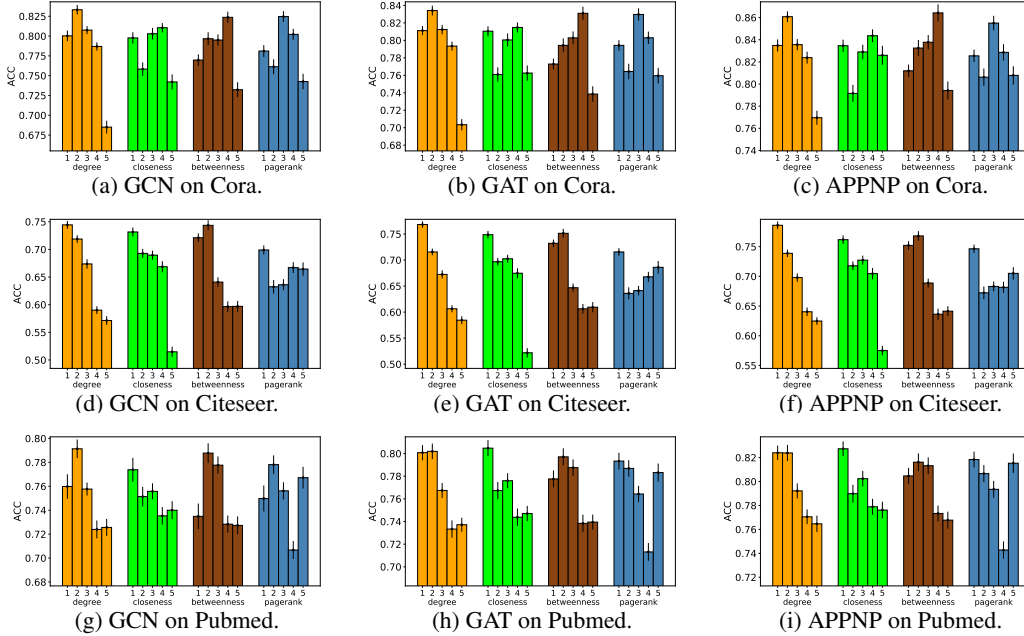 0.825
0.800
0.775
0.750
0.725
0.700
0.675
ACC
1 2 3 4 5 1 2 3 4 5 1 2 3 4 5 1 2 3 4 5
degree closeness betweenness pagerank
(a) GCN on Cora.
0.84
0.82
0.80
0.78
0.76
0.74
0.72
0.70
0.68
ACC
1 2 3 4 5 1 2 3 4 5 1 2 3 4 5 1 2 3 4 5
degree closeness betweenness pagerank
(b) GAT on Cora.
0.86
0.84
0.82
0.80
0.78
0.76
0.74
ACC
1 2 3 4 5 1 2 3 4 5 1 2 3 4 5 1 2 3 4 5
degree closeness betweenness pagerank
(c) APPNP on Cora.
0.75
0.70
0.65
0.60
0.55
0.50
ACC
1 2 3 4 5 1 2 3 4 5 1 2 3 4 5 1 2 3 4 5
degree closeness betweenness pagerank
(d) GCN on Citeseer.
0.75
0.70
0.65
0.60
0.55
0.50
ACC
1 2 3 4 5 1 2 3 4 5 1 2 3 4 5 1 2 3 4 5
degree closeness betweenness pagerank
(e) GAT on Citeseer.
0.75
0.70
0.65
0.60
0.55
ACC
1 2 3 4 5 1 2 3 4 5 1 2 3 4 5 1 2 3 4 5
degree closeness betweenness pagerank
(f) APPNP on Citeseer.
0.80
0.78
0.76
0.74
0.72
0.70
0.68
ACC
1 2 3 4 5 1 2 3 4 5 1 2 3 4 5 1 2 3 4 5
degree closeness betweenness pagerank
(g) GCN on Pubmed.
0.80
0.78
0.76
0.74
0.72
0.70
ACC
1 2 3 4 5 1 2 3 4 5 1 2 3 4 5 1 2 3 4 5
degree closeness betweenness pagerank
(h) GAT on Pubmed.
0.82
0.80
0.78
0.76
0.74
0.72
ACC
1 2 3 4 5 1 2 3 4 5 1 2 3 4 5 1 2 3 4 5
degree closeness betweenness pagerank
(i) APPNP on Pubmed.